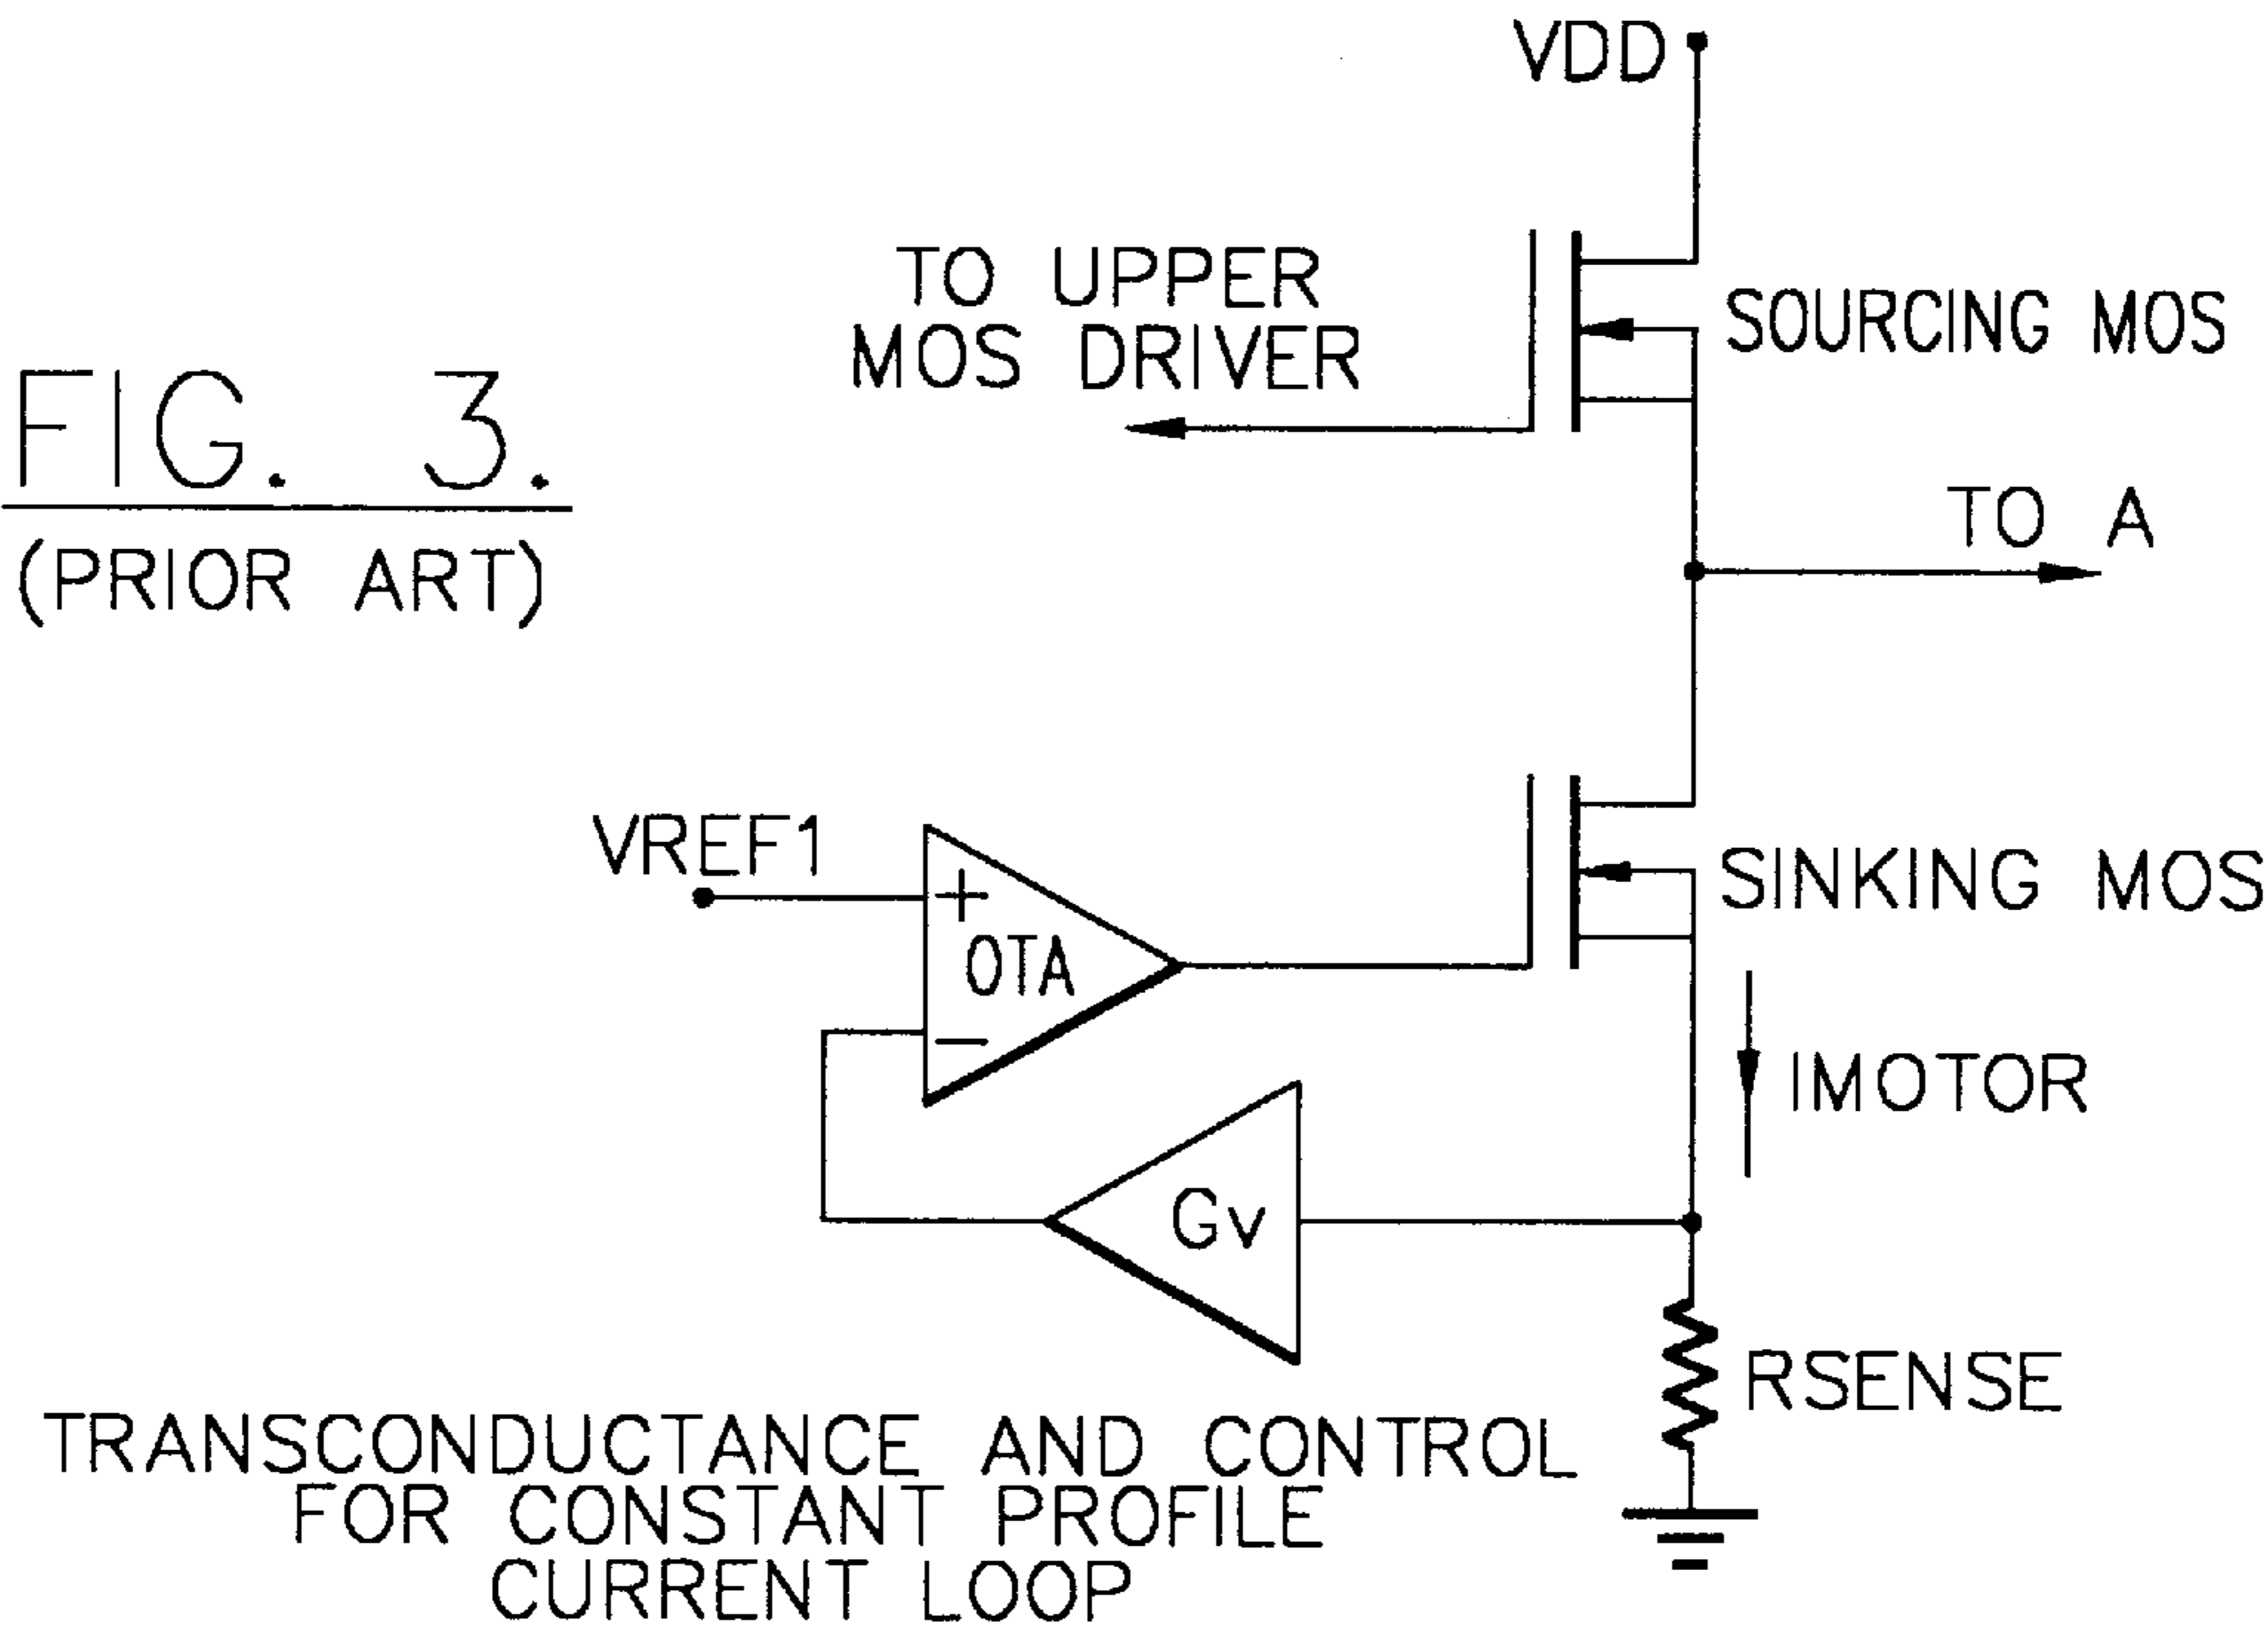 VDD
TO UPPER
MOS DRIVER
SOURCING MOS
FIG. 3.
(PRIOR ART)
TO A
VREF1
+
OTA
−
SINKING MOS
IMOTOR
Gv
RSENSE
TRANSCONDUCTANCE AND CONTROL
FOR CONSTANT PROFILE
CURRENT LOOP